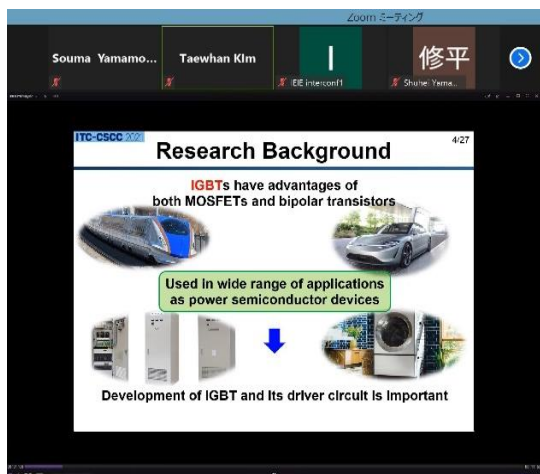 Zoom ミーティング
Souma Yamamo...
Taewhan KIm
I
IEIE interconf1
修平
Shuhei Yama...
ITC-CSCC 2021
4/27
Research Background
IGBTs have advantages of
both MOSFETs and bipolar transistors
Used in wide range of applications
as power semiconductor devices
Development of IGBT and its driver circuit is important